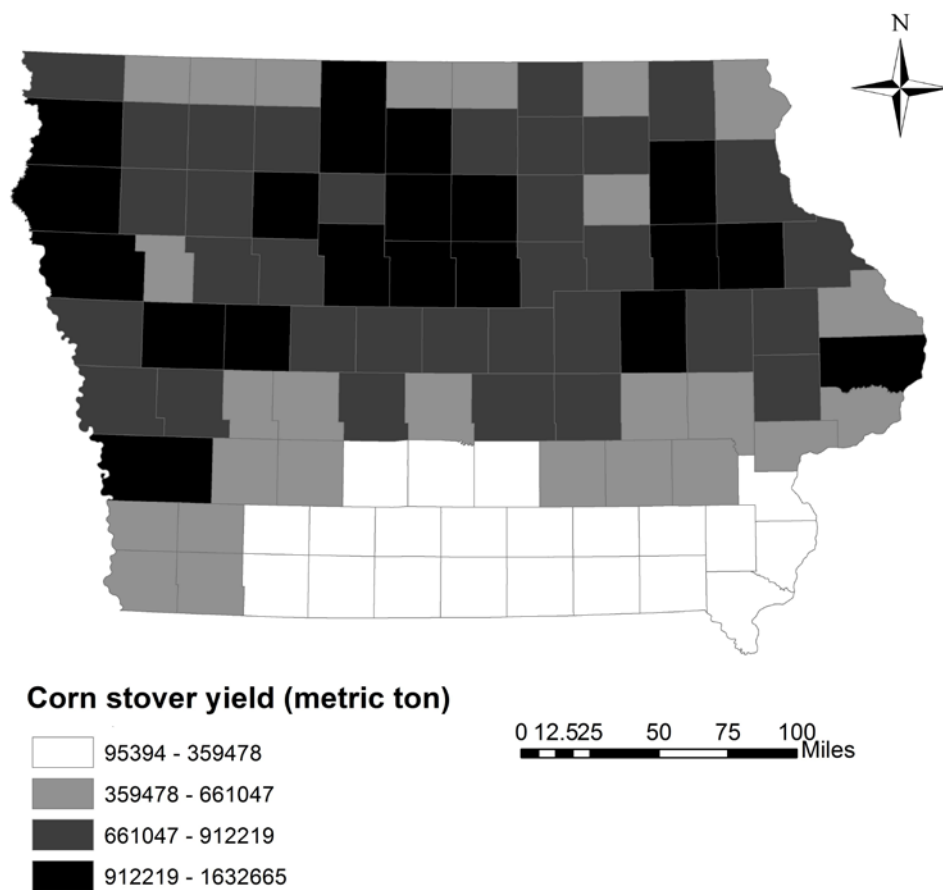 N
Corn stover yield (metric ton)
95394 - 359478
359478 - 661047
661047 - 912219
912219 - 1632665
0 12.525 50 75 100
Miles